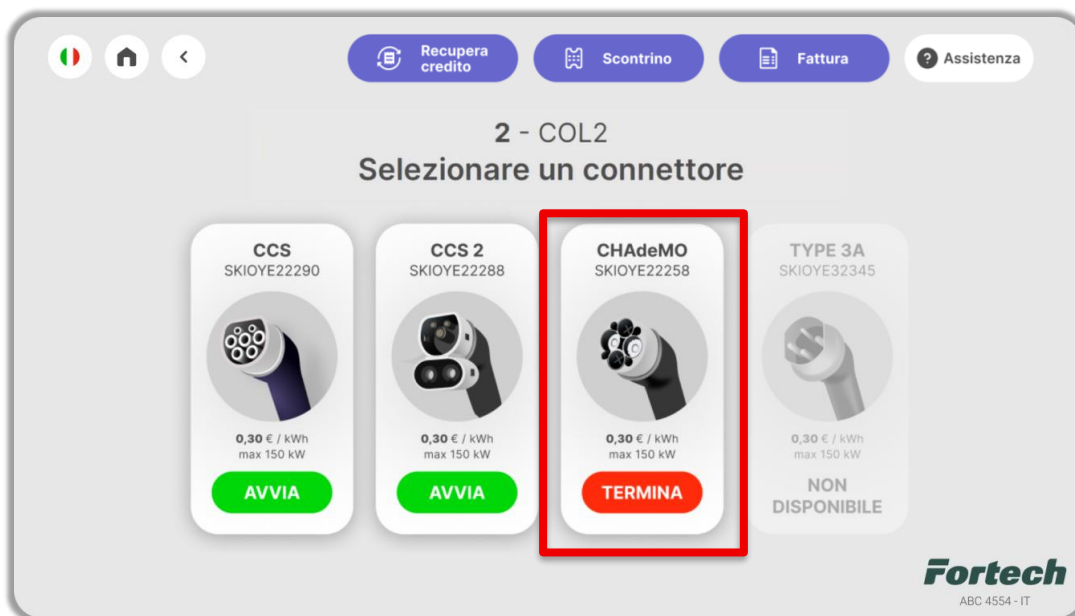 Recupera
credito
Scontrino
Fattura
? Assistenza
2 - COL2
Selezionare un connettore
CCS
SKIOYE22290
0,30 € / kWh
max 150 kW
AVVIA
CCS 2
SKIOYE22288
0,30 € / kWh
max 150 kW
AVVIA
CHAdeMO
SKIOYE22258
0,30 € / kWh
max 150 kW
TERMINA
TYPE 3A
SKIOYE32345
0,30 € / kWh
max 150 kW
NON
DISPONIBILE
Fortech
ABC 4554 - IT